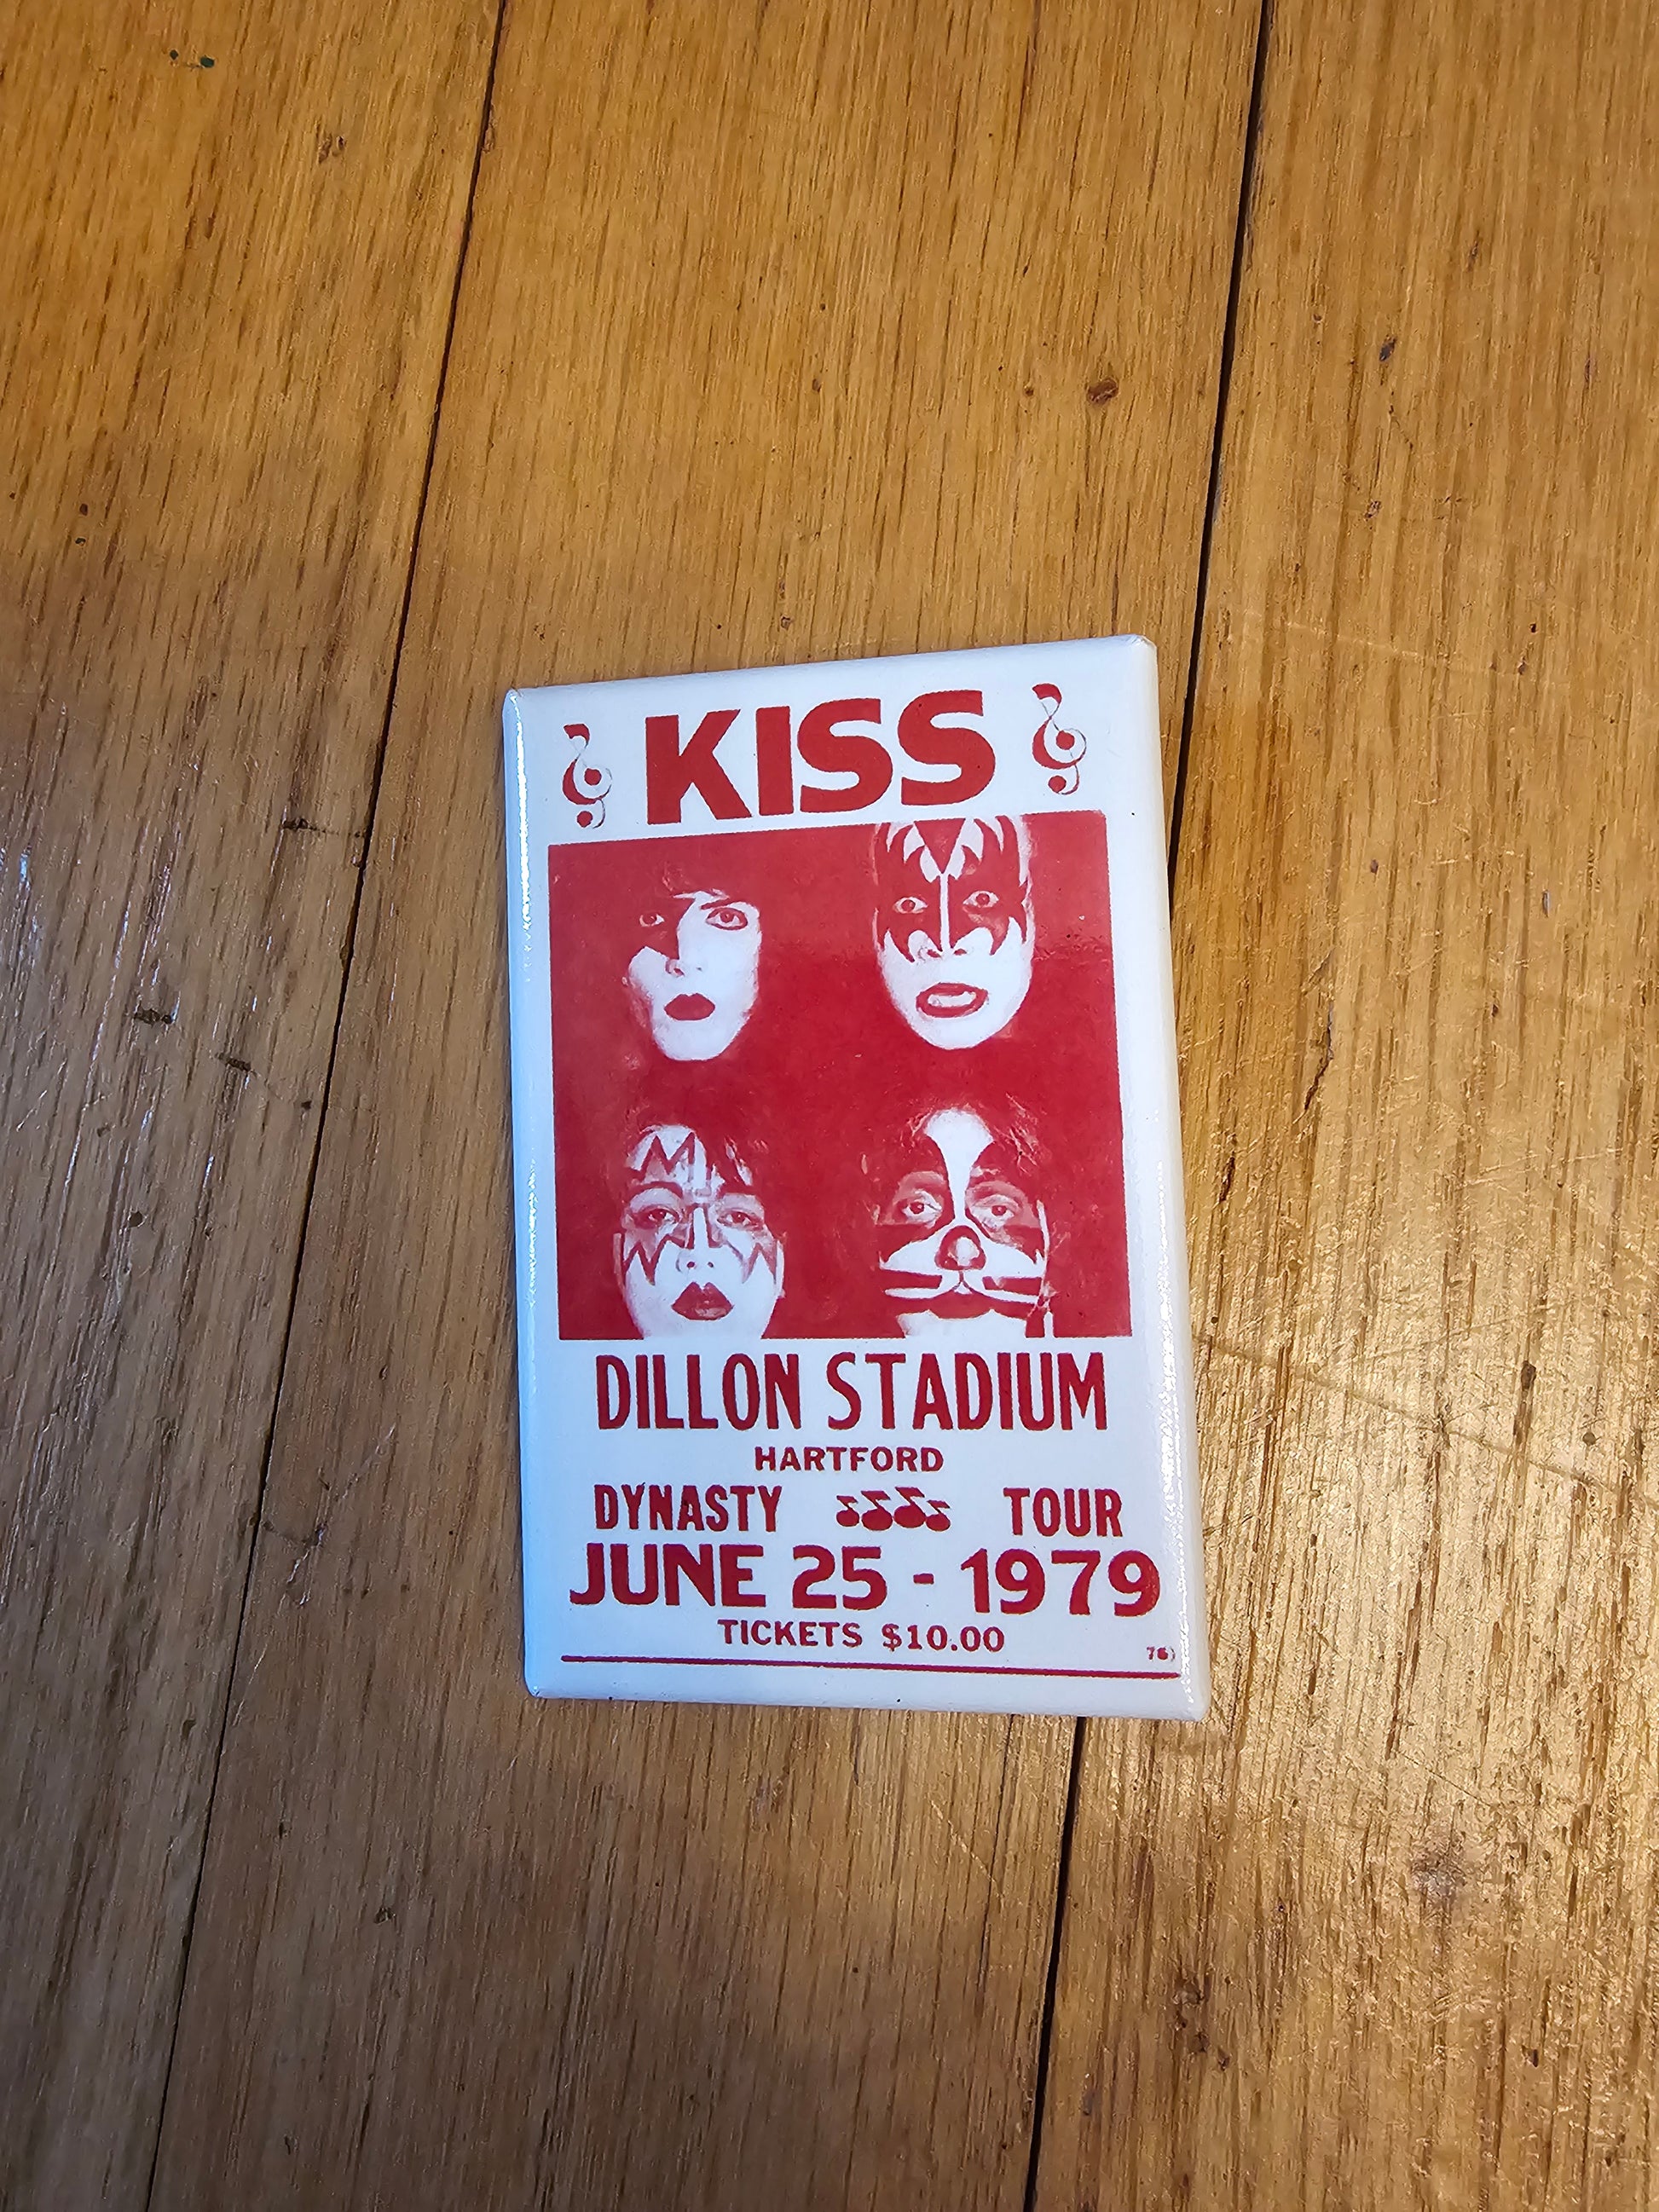 KISS
DILLON STADIUM
HARTFORD
DYNASTY TOUR
JUNE 25 - 1979
TICKETS $10.00